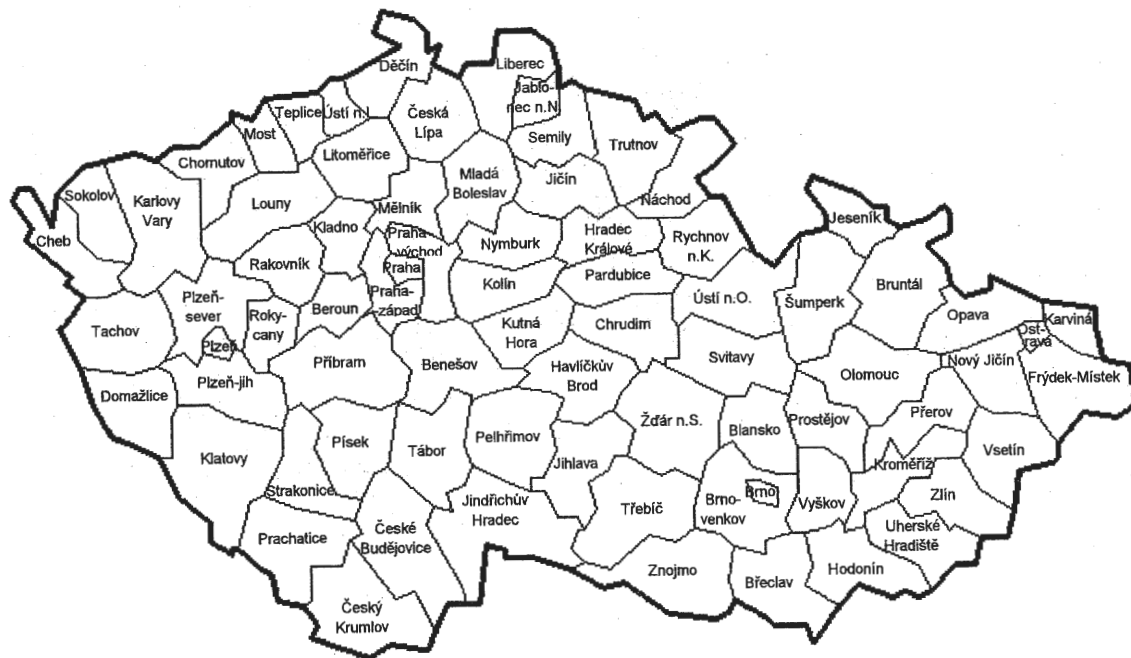 Děčín
Liberec
Jablo-
nec n.N
Teplice
Ústí n.l
Česká
Lípa
Most
Semily
Trutnov
Chornutov
Litoměřice
Mladá
Boleslav
Jičín
Sokolov
Karlovy
Vary
Louny
Mělník
Náchod
Jeseník
Cheb
Kladno
Praha
-východ
Nymburk
Hradec
Králové
Rychnov
n.K.
Rakovník
Praha
Kolín
Pardubice
Bruntál
Plzeň-
sever
Roky-
cany
Beroun
Praha-
západ
Ústí n.O.
Šumperk
Tachov
Kutná
Hora
Chrudim
Opava
Karviná
Ost-
rava
Plzeň
Příbram
Benešov
Havlíčkův
Brod
Svitavy
Nový Jičín
Domažlice
Plzeň-jih
Olomouc
Frýdek-Místek
Klatovy
Písek
Tábor
Pelhřimov
Žďár n.S.
Blansko
Prostějov
Přerov
Vsetín
Strakonice
Jihlava
Kroměříž
Jindřichův
Hradec
Třebíč
Brno-
venkov
Brno
Vyškov
Zlín
Prachatice
České
Budějovice
Uherské
Hradiště
Znojmo
Břeclav
Hodonín
Český
Krumlov